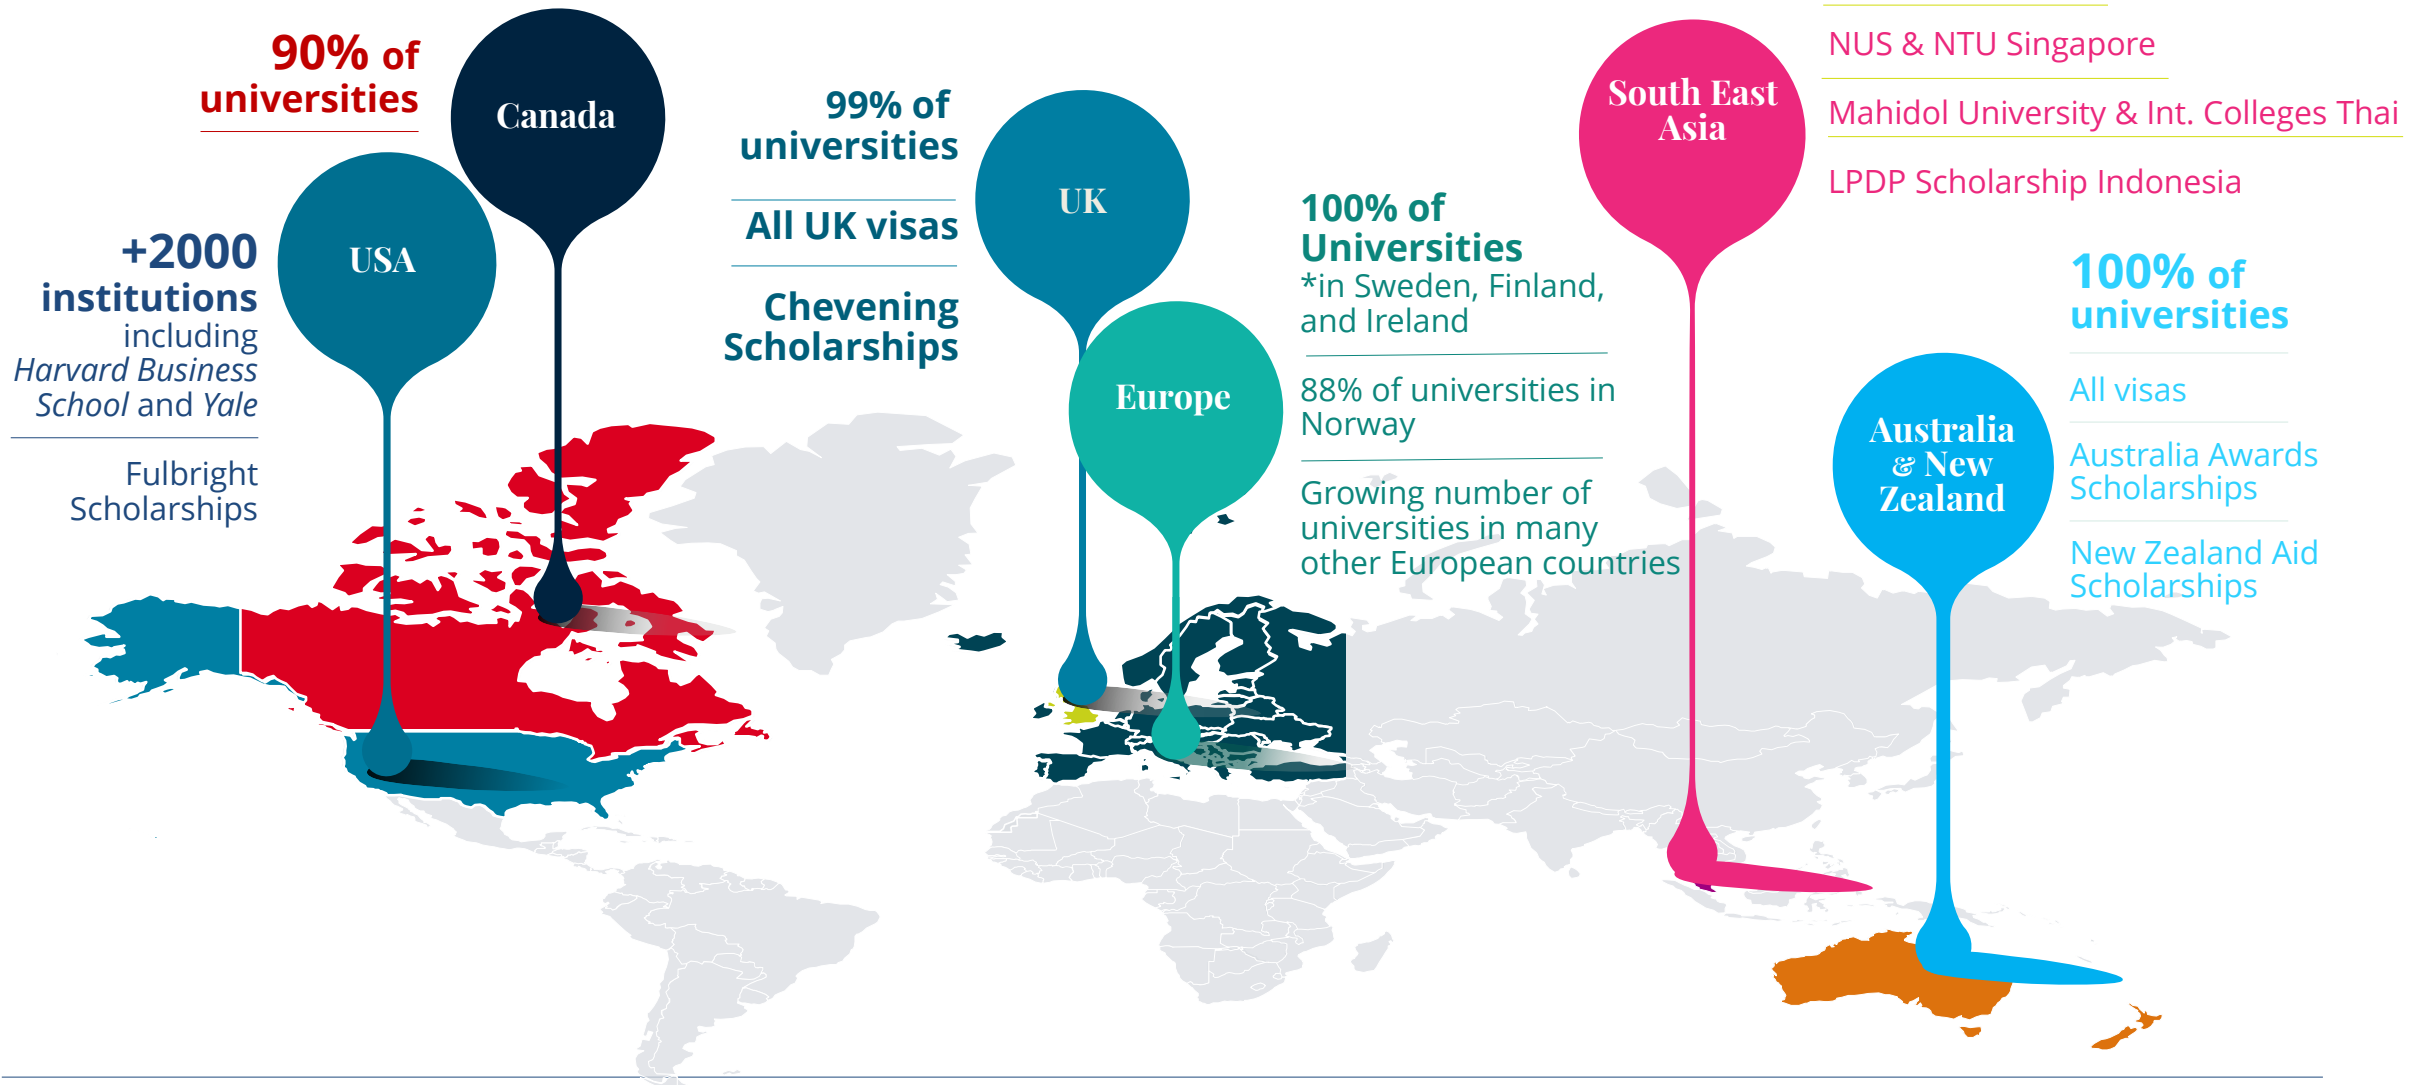 90% of
universities
Canada
+2000
institutions
including
Harvard Business
School and Yale
Fulbright
Scholarships
USA
99% of
universities
All UK visas
Chevening
Scholarships
UK
Europe
100% of
Universities
*in Sweden, Finland,
and Ireland
88% of universities in
Norway
Growing number of
universities in many
other European countries
South East
Asia
NUS & NTU Singapore
Mahidol University & Int. Colleges Thai
LPDP Scholarship Indonesia
Australia
& New
Zealand
100% of
universities
All visas
Australia Awards
Scholarships
New Zealand Aid
Scholarships